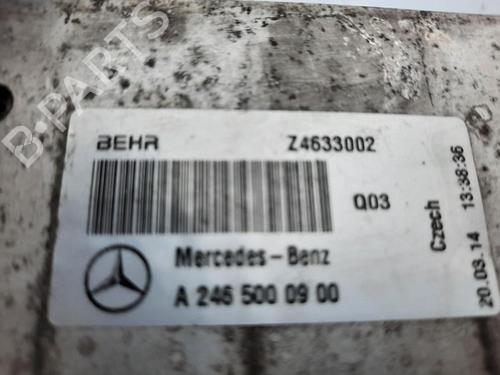 B-PARTS
BEHR
Z4633002
Q03
Mercedes-Benz
A 246 500 09 00
Czech
20.03.14 13:38:36